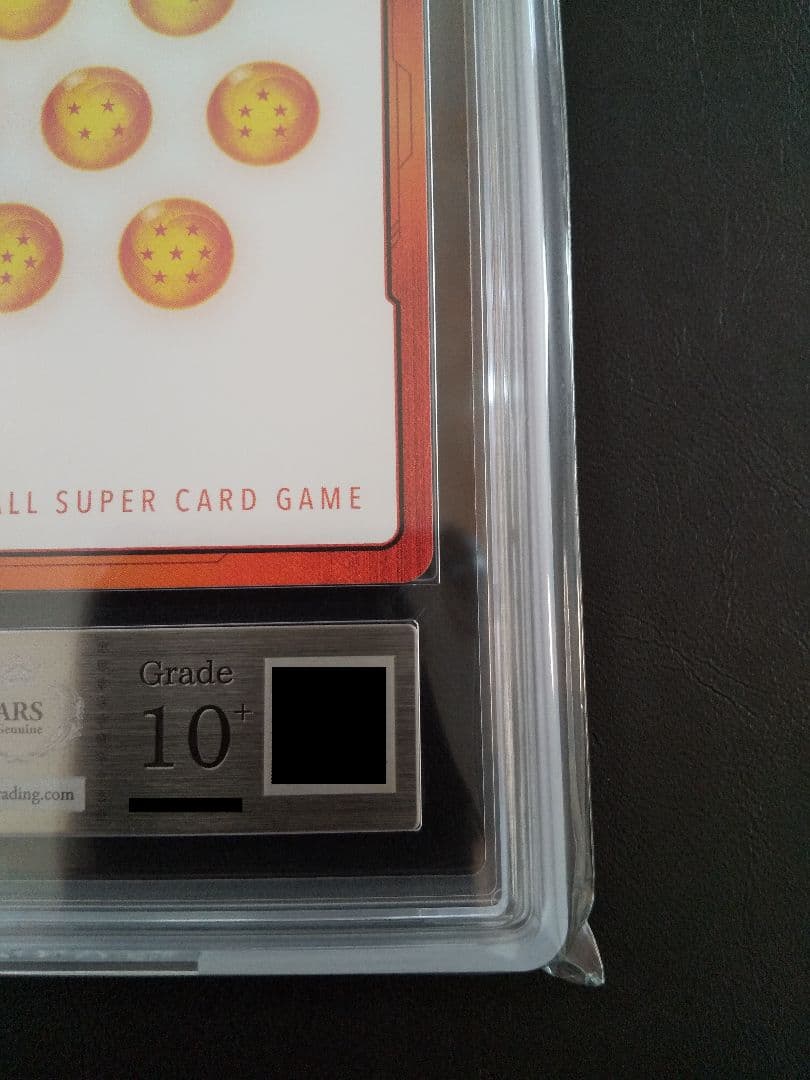 ALL SUPER CARD GAME
Grade
10+
ARS
Genuine
rading.com